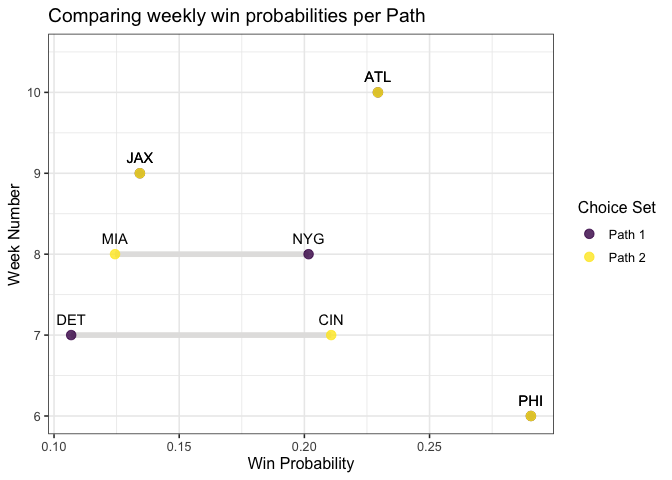 Comparing weekly win probabilities per Path
ATL
10
JAX
9
MIA NYG
8
DET CIN
7
PHI
6
0.10 0.15 0.20 0.25
Win Probability
Week Number
Choice Set
Path 1
Path 2